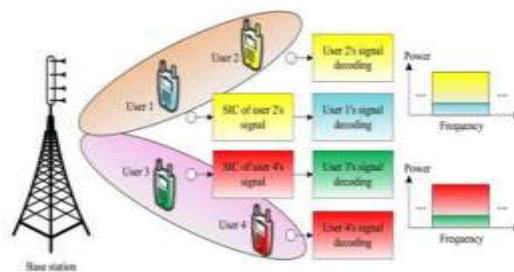 User 2
User 2's signal
decoding
Power
User 1
SIC of user 2's
signal
User 1's signal
decoding
Frequency
User 3
SIC of user 4's
signal
User 3's signal
decoding
Power
User 4
User 4's signal
decoding
Frequency
Base station